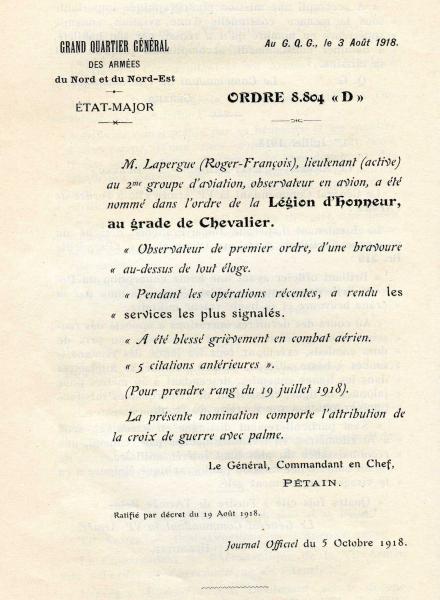 GRAND QUARTIER GÉNÉRAL
DES ARMÉES
du Nord et du Nord-Est
ÉTAT-MAJOR
Au G. Q. G., le 3 Août 1918.
ORDRE 8.804 « D »
M. Lapergue (Roger-François), lieutenant (active)
au 2me groupe d'aviation, observateur en avion, a été
nommé dans l'ordre de la Légion d'Honneur,
au grade de Chevalier.
« Observateur de premier ordre, d'une bravoure
« au-dessus de tout éloge.
« Pendant les opérations récentes, a rendu les
« services les plus signalés.
« A été blessé grièvement en combat aérien.
« 5 citations antérieures ».
(Pour prendre rang du 19 juillet 1918).
La présente nomination comporte l'attribution de
la croix de guerre avec palme.
Le Général, Commandant en Chef,
PÉTAIN.
Ratifié par décret du 19 Août 1918.
Journal Officiel du 5 Octobre 1918.